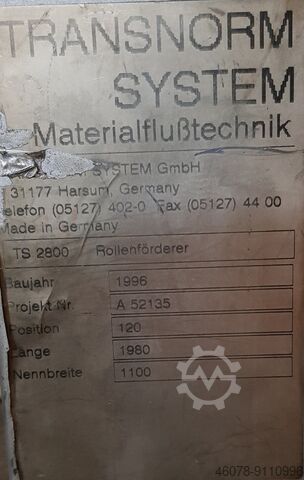 TRANSNORM
SYSTEM
Materialflußtechnik
SYSTEM GmbH
31177 Harsum, Germany
Telefon (05127) 402-0 Fax (05127) 44 00
Made in Germany
TS 2800 Rollenförderer
Baujahr 1996
Projekt Nr. A 52135
Position 120
Länge 1980
Nennbreite 1100
46078-9110996